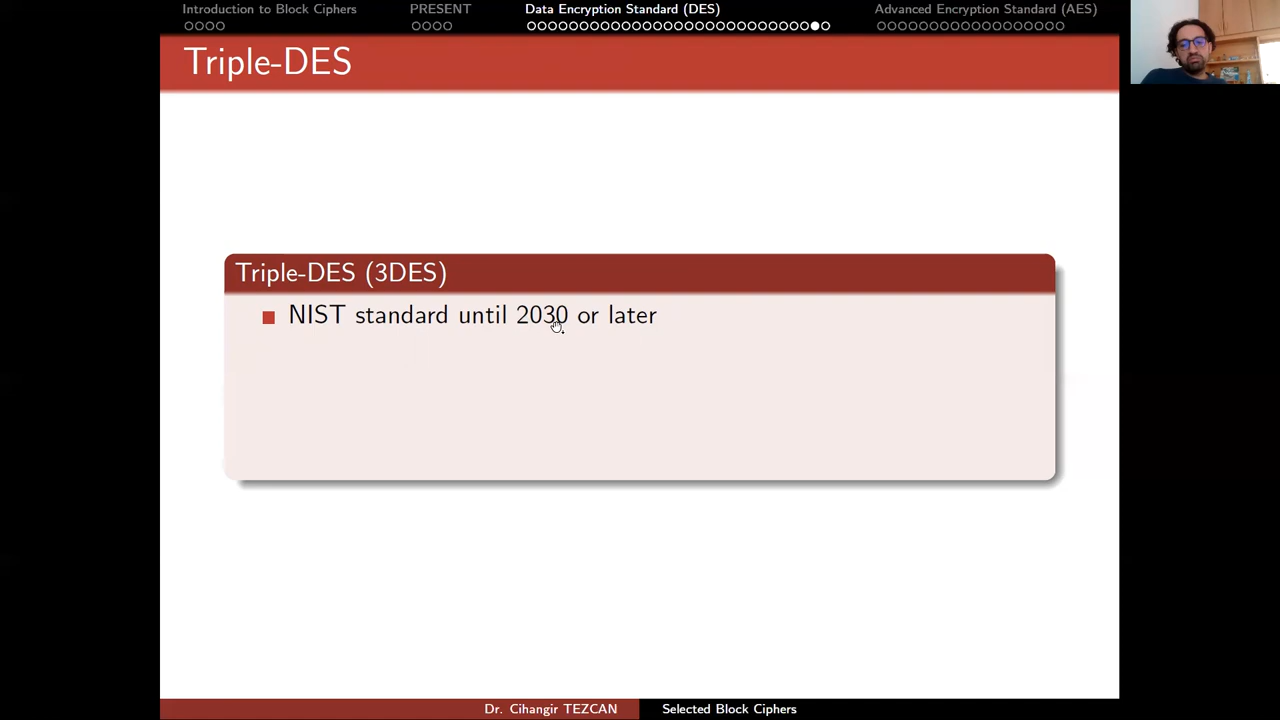 Introduction to Block Ciphers
PRESENT
Data Encryption Standard (DES)
Advanced Encryption Standard (AES)
Triple-DES
Triple-DES (3DES)
NIST standard until 2030 or later
Dr. Cihangir TEZCAN
Selected Block Ciphers